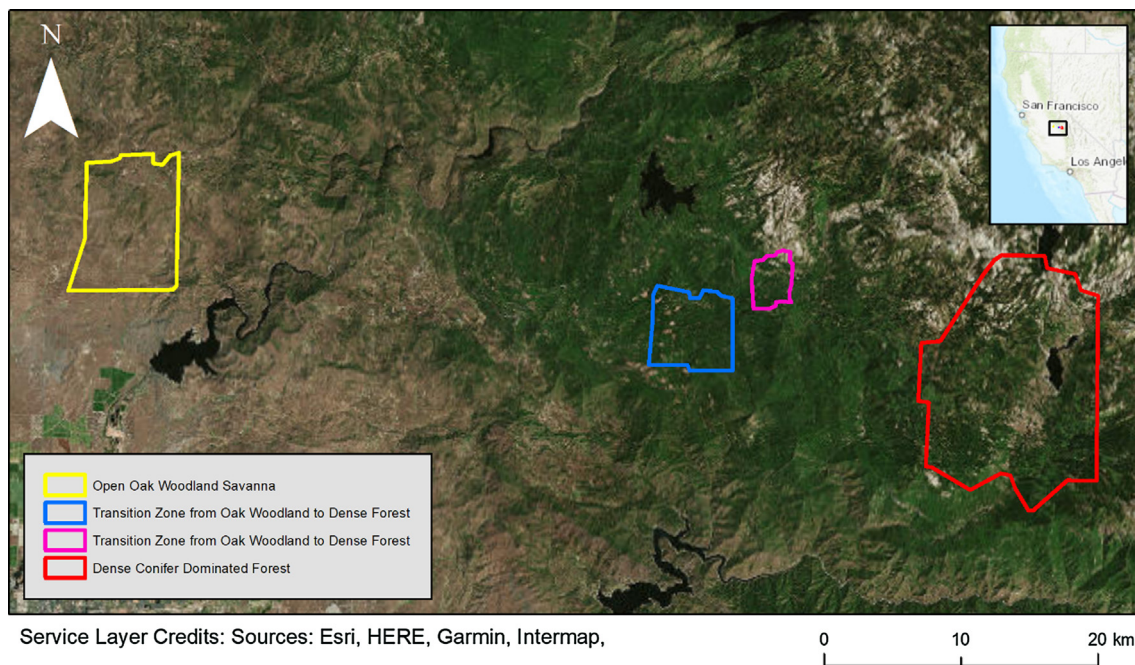 N
San Francisco
Los Angel
Open Oak Woodland Savanna
Transition Zone from Oak Woodland to Dense Forest
Transition Zone from Oak Woodland to Dense Forest
Dense Conifer Dominated Forest
Service Layer Credits: Sources: Esri, HERE, Garmin, Intermap,
0 10 20 km